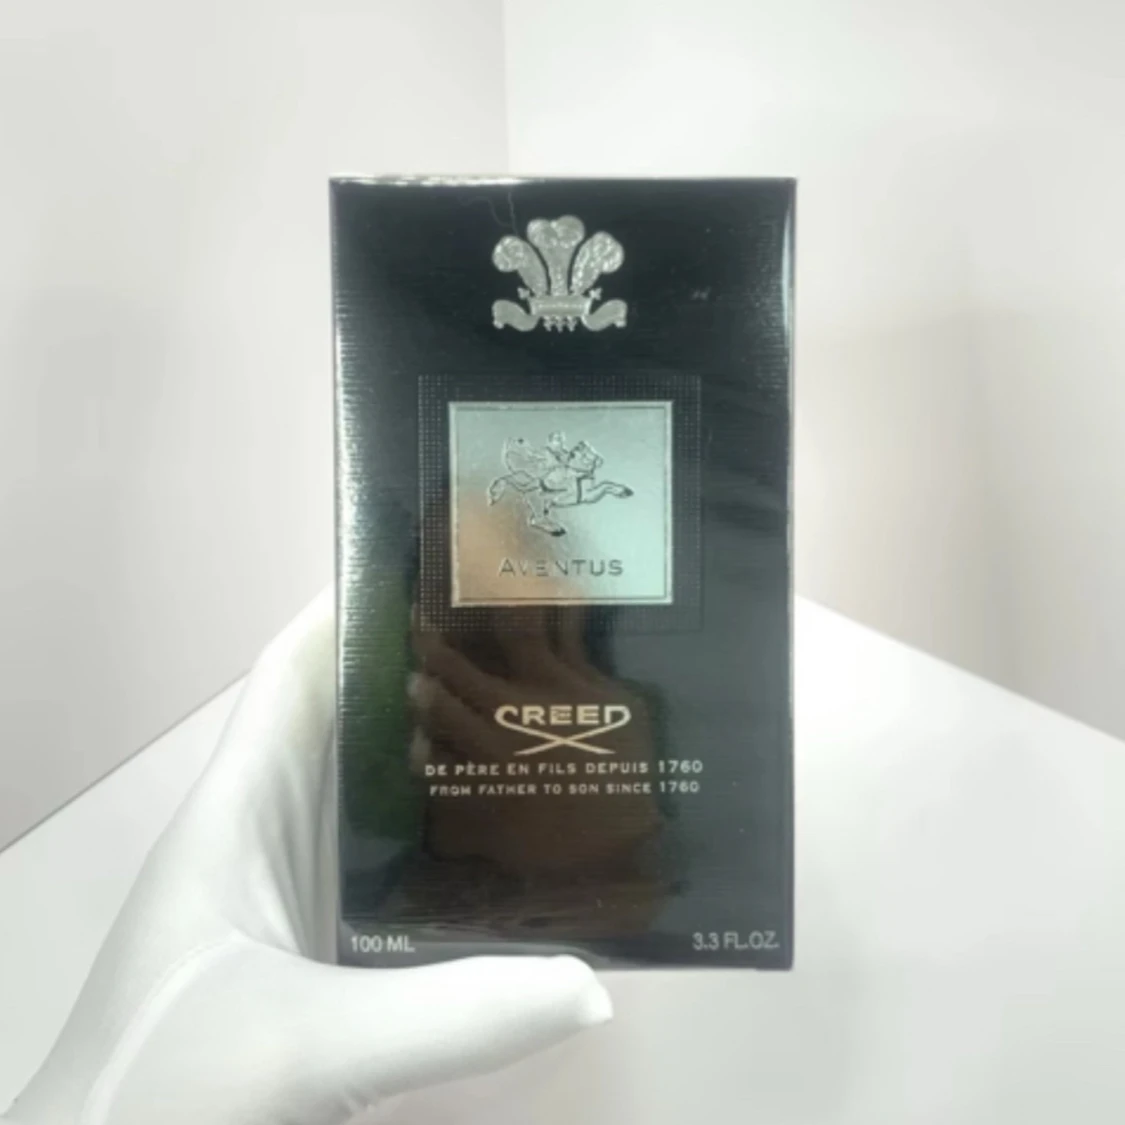 AVENTUS
CREED
DE PÈRE EN FILS DEPUIS 1760
FROM FATHER TO SON SINCE 1760
100 ML 3.3 FL.OZ.